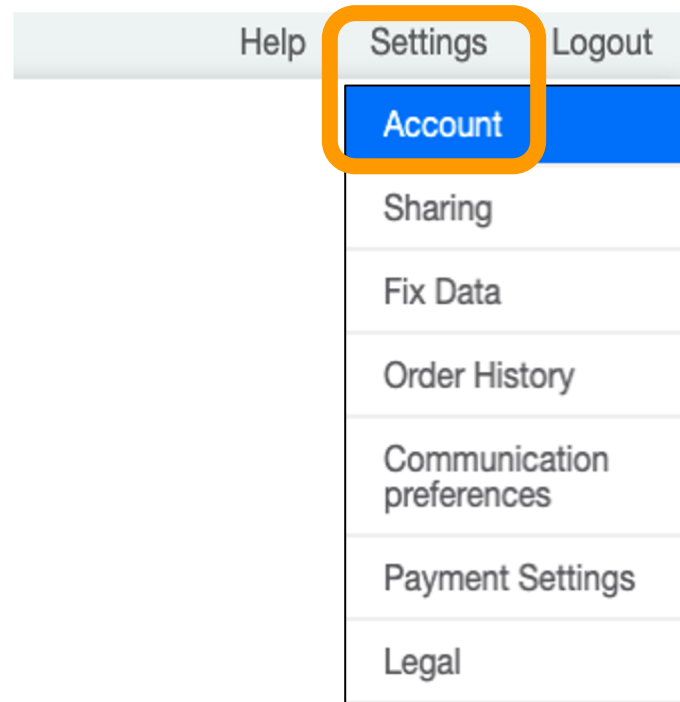 Help Settings Logout
Account
Sharing
Fix Data
Order History
Communication
preferences
Payment Settings
Legal